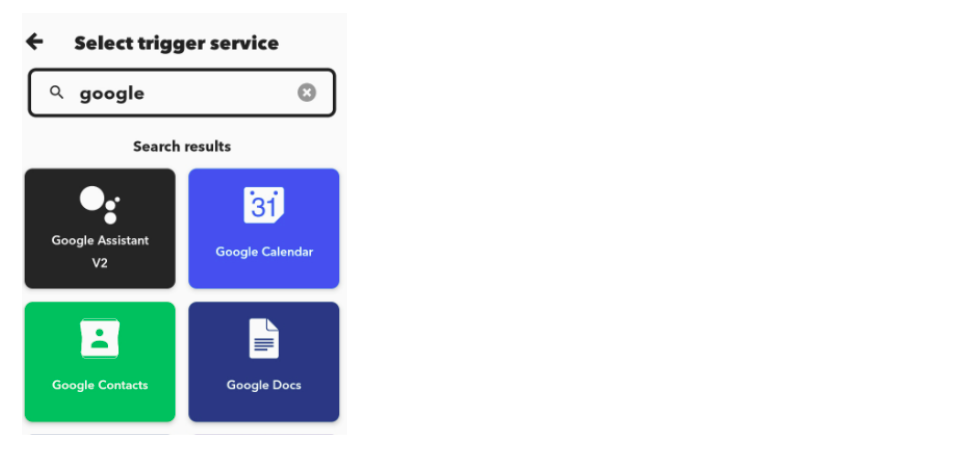 Select trigger service
google
Search results
Google Assistant
V2
31
Google Calendar
Google Contacts
Google Docs